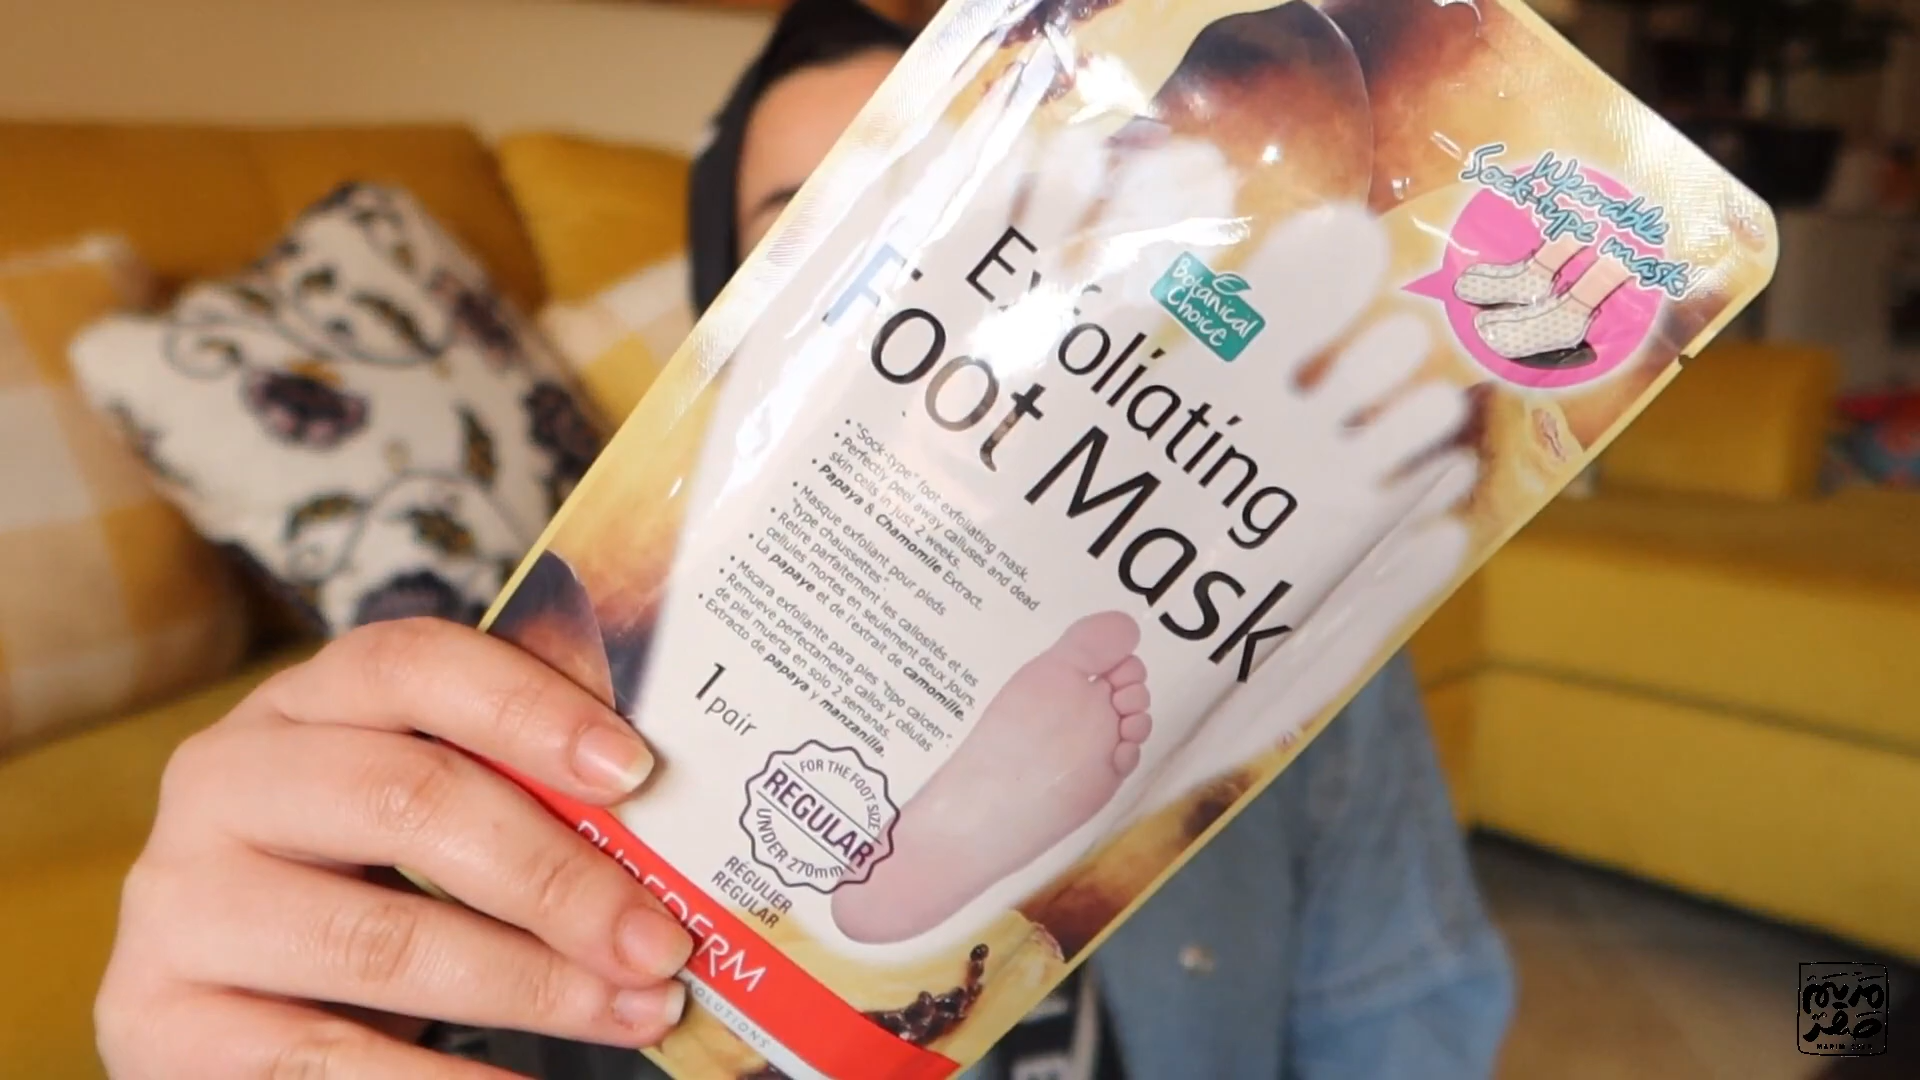 Wearable
Sock-type mask!
Botanical
Choice
Exfoliating
Foot Mask
• "Sock-type" foot exfoliating mask.
• Perfectly peel away calluses and dead
skin cells in just 2 weeks.
• Papaya & Chamomile Extract.
• Masque exfoliant pour pieds
"type chaussettes".
• Retire parfaitement les callosités et les
cellules mortes en seulement deux jours.
• La papaye et de l'extrait de camomille.
• Mscara exfoliante para pies "tipo calcetn".
• Remueve perfectamente callos y células
de piel muerta en solo 2 semanas.
• Extracto de papaya y manzanilla.
1 pair
FOR THE FOOT SIZE
REGULAR
UNDER 270mm
RÉGULIER
REGULAR
PUREDERM
SOLUTIONS